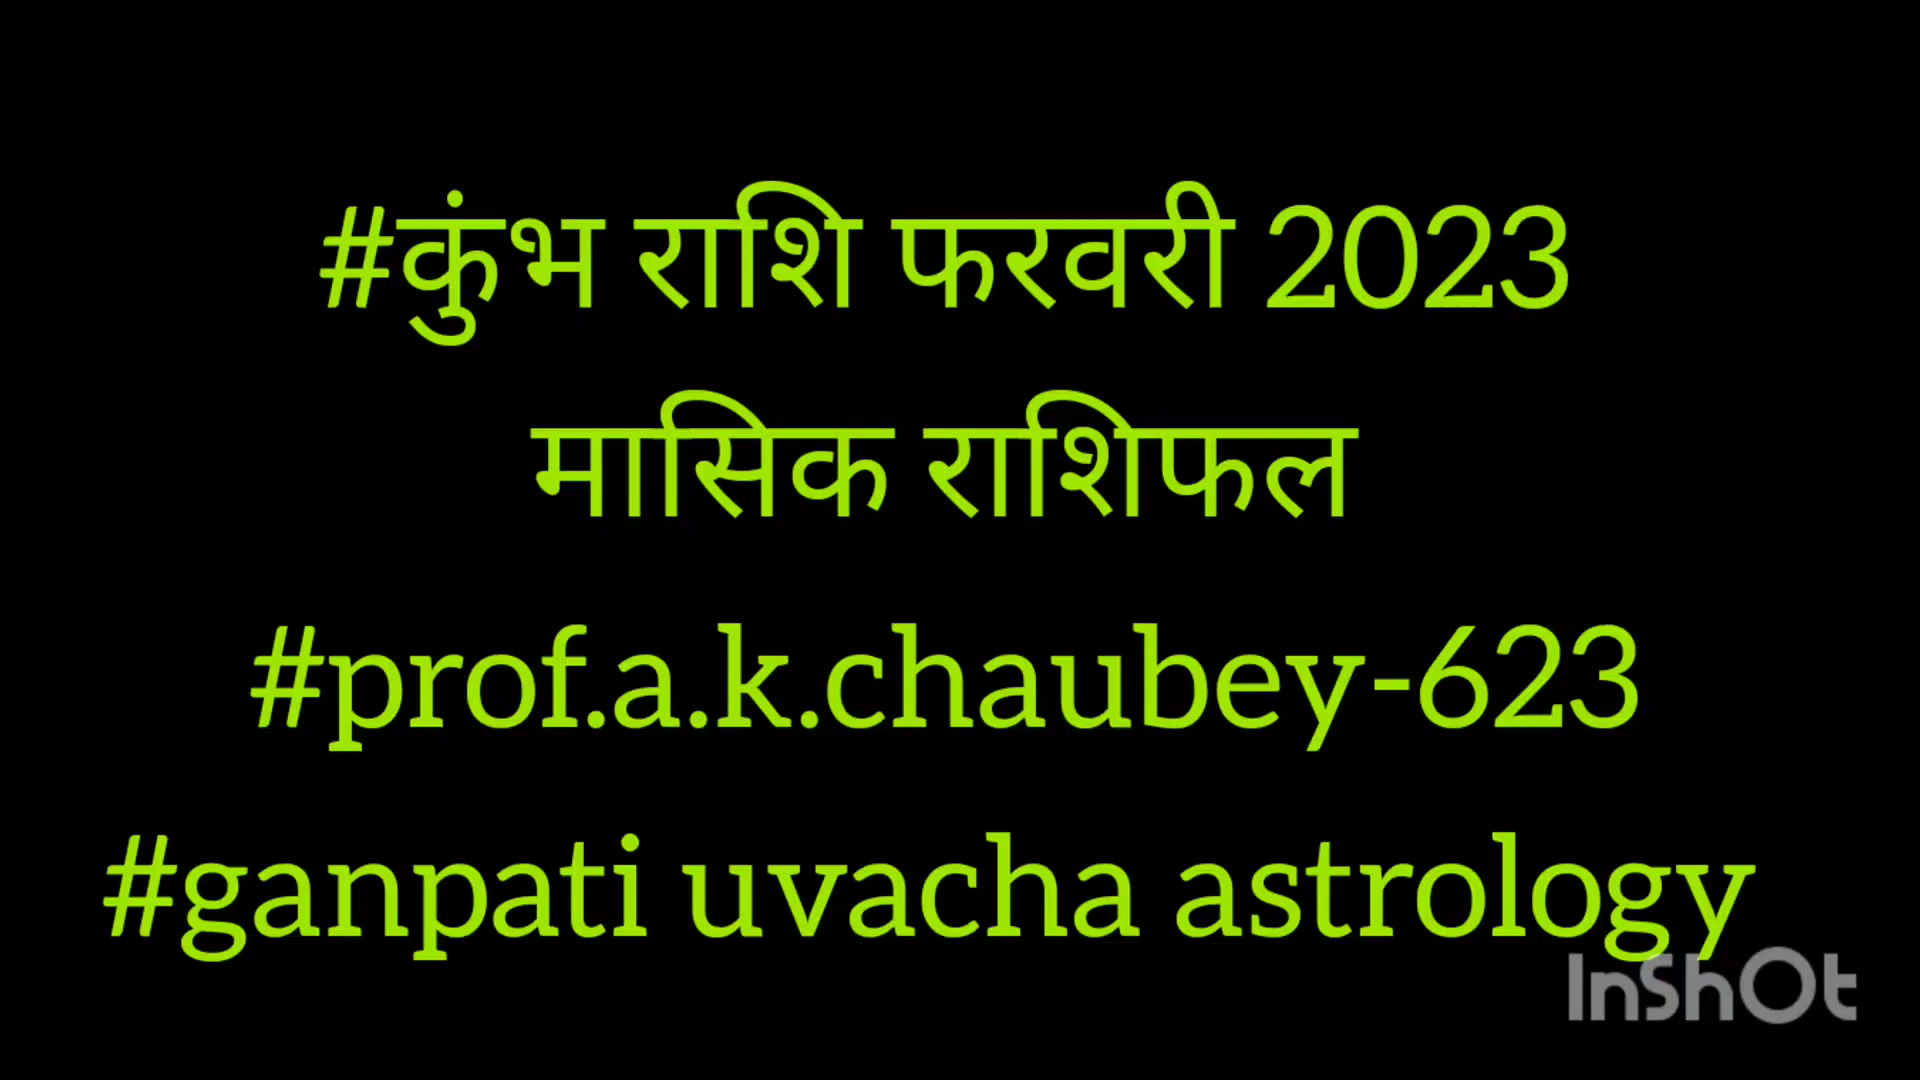 #कुंभ राशि फरवरी 2023
मासिक राशिफल
#prof.a.k.chaubey-623
#ganpati uvacha astrology
InShOt